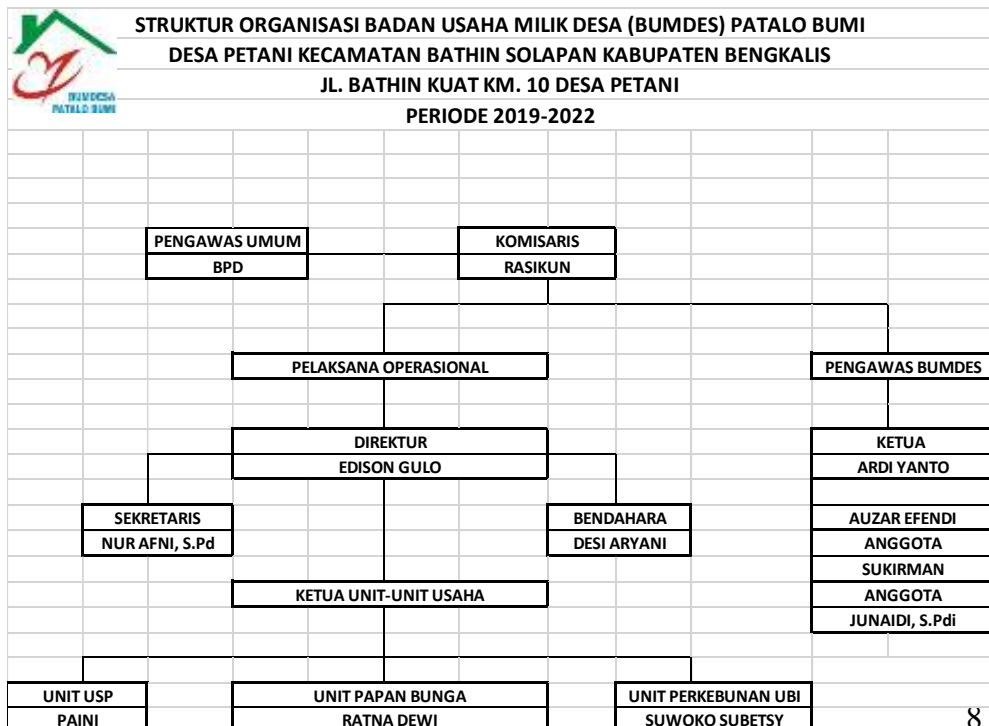 STRUKTUR ORGANISASI BADAN USAHA MILIK DESA (BUMDES) PATALO BUMI
DESA PETANI KECAMATAN BATHIN SOLAPAN KABUPATEN BENGKALIS
JL. BATHIN KUAT KM. 10 DESA PETANI
PERIODE 2019-2022
BUMDESA
PATALO BUMI
PENGAWAS UMUM
BPD
KOMISARIS
RASIKUN
PELAKSANA OPERASIONAL
PENGAWAS BUMDES
DIREKTUR
EDISON GULO
KETUA
ARDI YANTO
SEKRETARIS
NUR AFNI, S.Pd
BENDAHARA
DESI ARYANI
AUZAR EFENDI
ANGGOTA
SUKIRMAN
ANGGOTA
JUNAIDI, S.Pdi
KETUA UNIT-UNIT USAHA
UNIT USP
PAINI
UNIT PAPAN BUNGA
RATNA DEWI
UNIT PERKEBUNAN UBI
SUWOKO SUBETSY
8